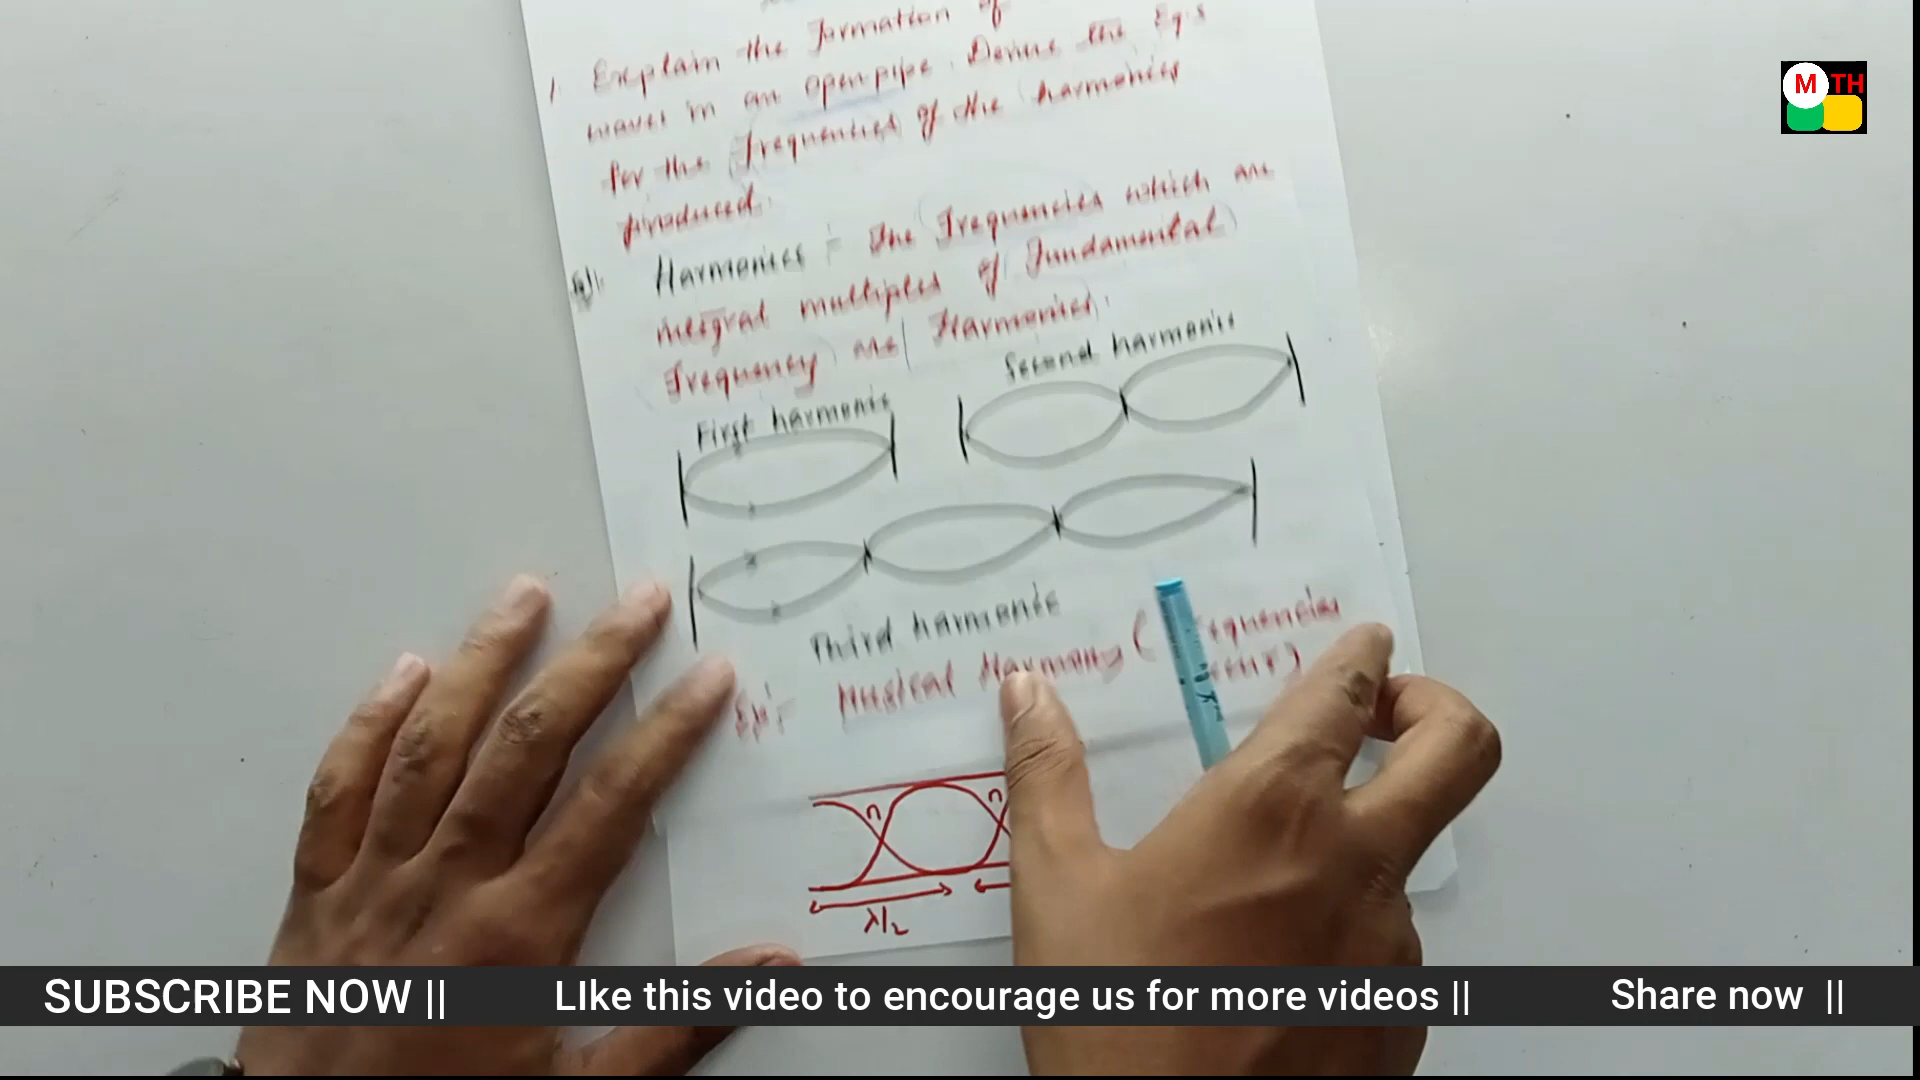 1. Explain the formation of
waves in an open pipe. Derive the Eq.s
for the frequencies of the harmonics
produced.
A). Harmonics :- The Frequencies which are
integral multiples of Fundamental
Frequency are Harmonics.
First harmonic
Second harmonic
Third harmonic
Ex:- Musical Harmony (
n n
λ/2
M TH
SUBSCRIBE NOW || LIke this video to encourage us for more videos || Share now ||